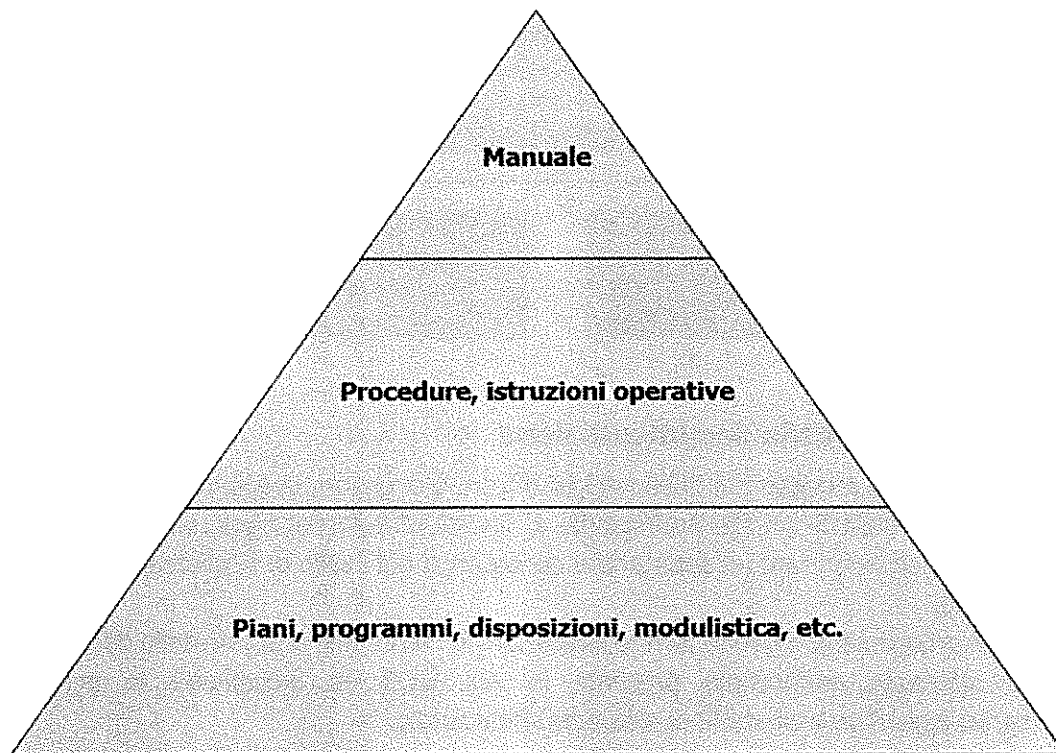 Manuale
Procedure, istruzioni operative
Piani, programmi, disposizioni, modulistica, etc.